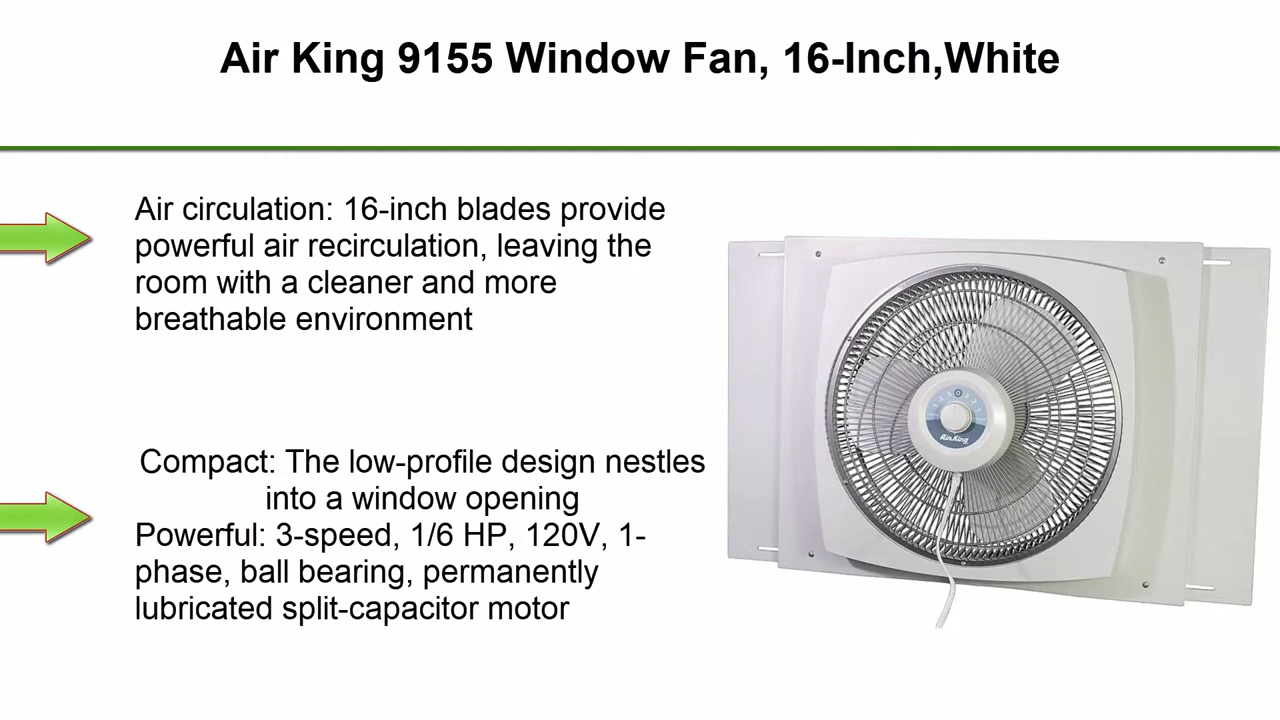 Air King 9155 Window Fan, 16-Inch,White
Air circulation: 16-inch blades provide
powerful air recirculation, leaving the
room with a cleaner and more
breathable environment
Compact: The low-profile design nestles
into a window opening
Powerful: 3-speed, 1/6 HP, 120V, 1-
phase, ball bearing, permanently
lubricated split-capacitor motor
Air King